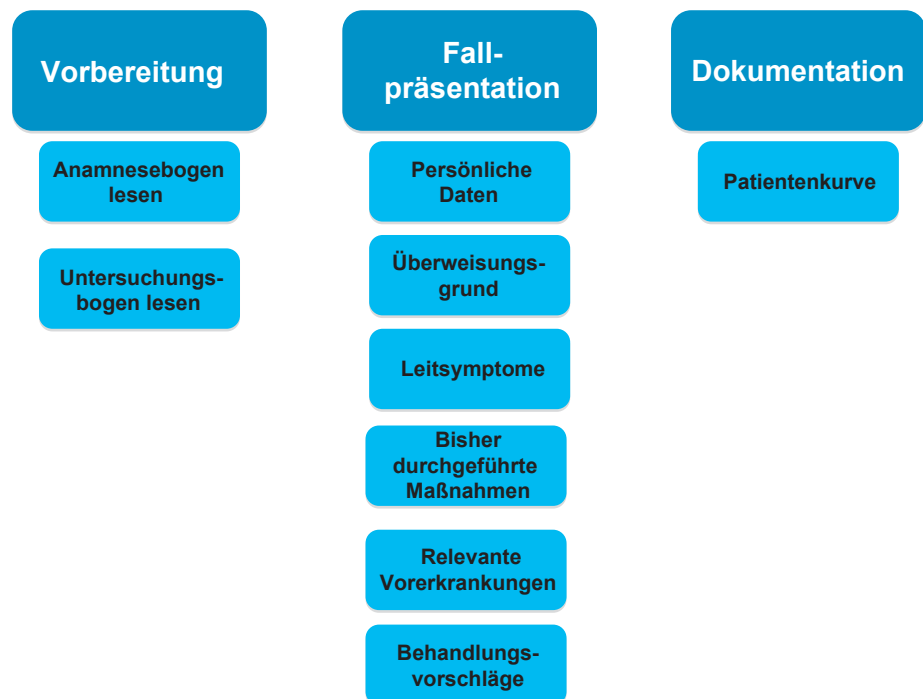 Vorbereitung
Anamnesebogen
lesen
Untersuchungs-
bogen lesen
Fall-
präsentation
Persönliche
Daten
Überweisungs-
grund
Leitsymptome
Bisher
durchgeführte
Maßnahmen
Relevante
Vorerkrankungen
Behandlungs-
vorschläge
Dokumentation
Patientenkurve